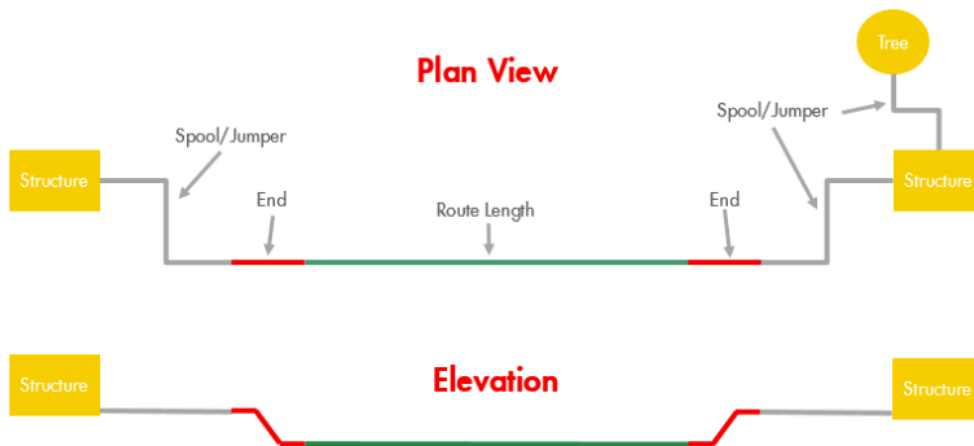 Tree
Plan View
Spool/Jumper
Spool/Jumper
Structure
Structure
End
Route Length
End
Elevation
Structure
Structure